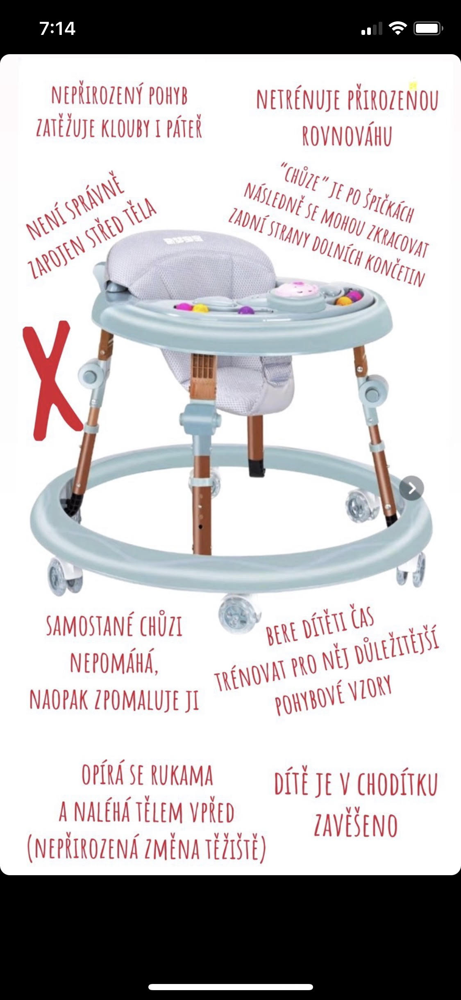 7:14
NEPŘIROZENÝ POHYB
ZATĚŽUJE KLOUBY I PÁTEŘ
NETRÉNUJE PŘIROZENOU
ROVNOVÁHU
NENÍ SPRÁVNĚ
ZAPOJEN STŘED TĚLA
"CHŮZE" JE PO ŠPIČKÁCH
NÁSLEDNĚ SE MOHOU ZKRACOVAT
ZADNÍ STRANY DOLNÍCH KONČETIN
X
SAMOSTANÉ CHŮZI
NEPOMÁHÁ,
NAOPAK ZPOMALUJE JI
BERE DÍTĚTI ČAS
TRÉNOVAT PRO NĚJ DŮLEŽITĚJŠÍ
POHYBOVÉ VZORY
OPÍRÁ SE RUKAMA
A NALÉHÁ TĚLEM VPŘED
(NEPŘIROZENÁ ZMĚNA TĚŽIŠTĚ)
DÍTĚ JE V CHODÍTKU
ZAVĚŠENO